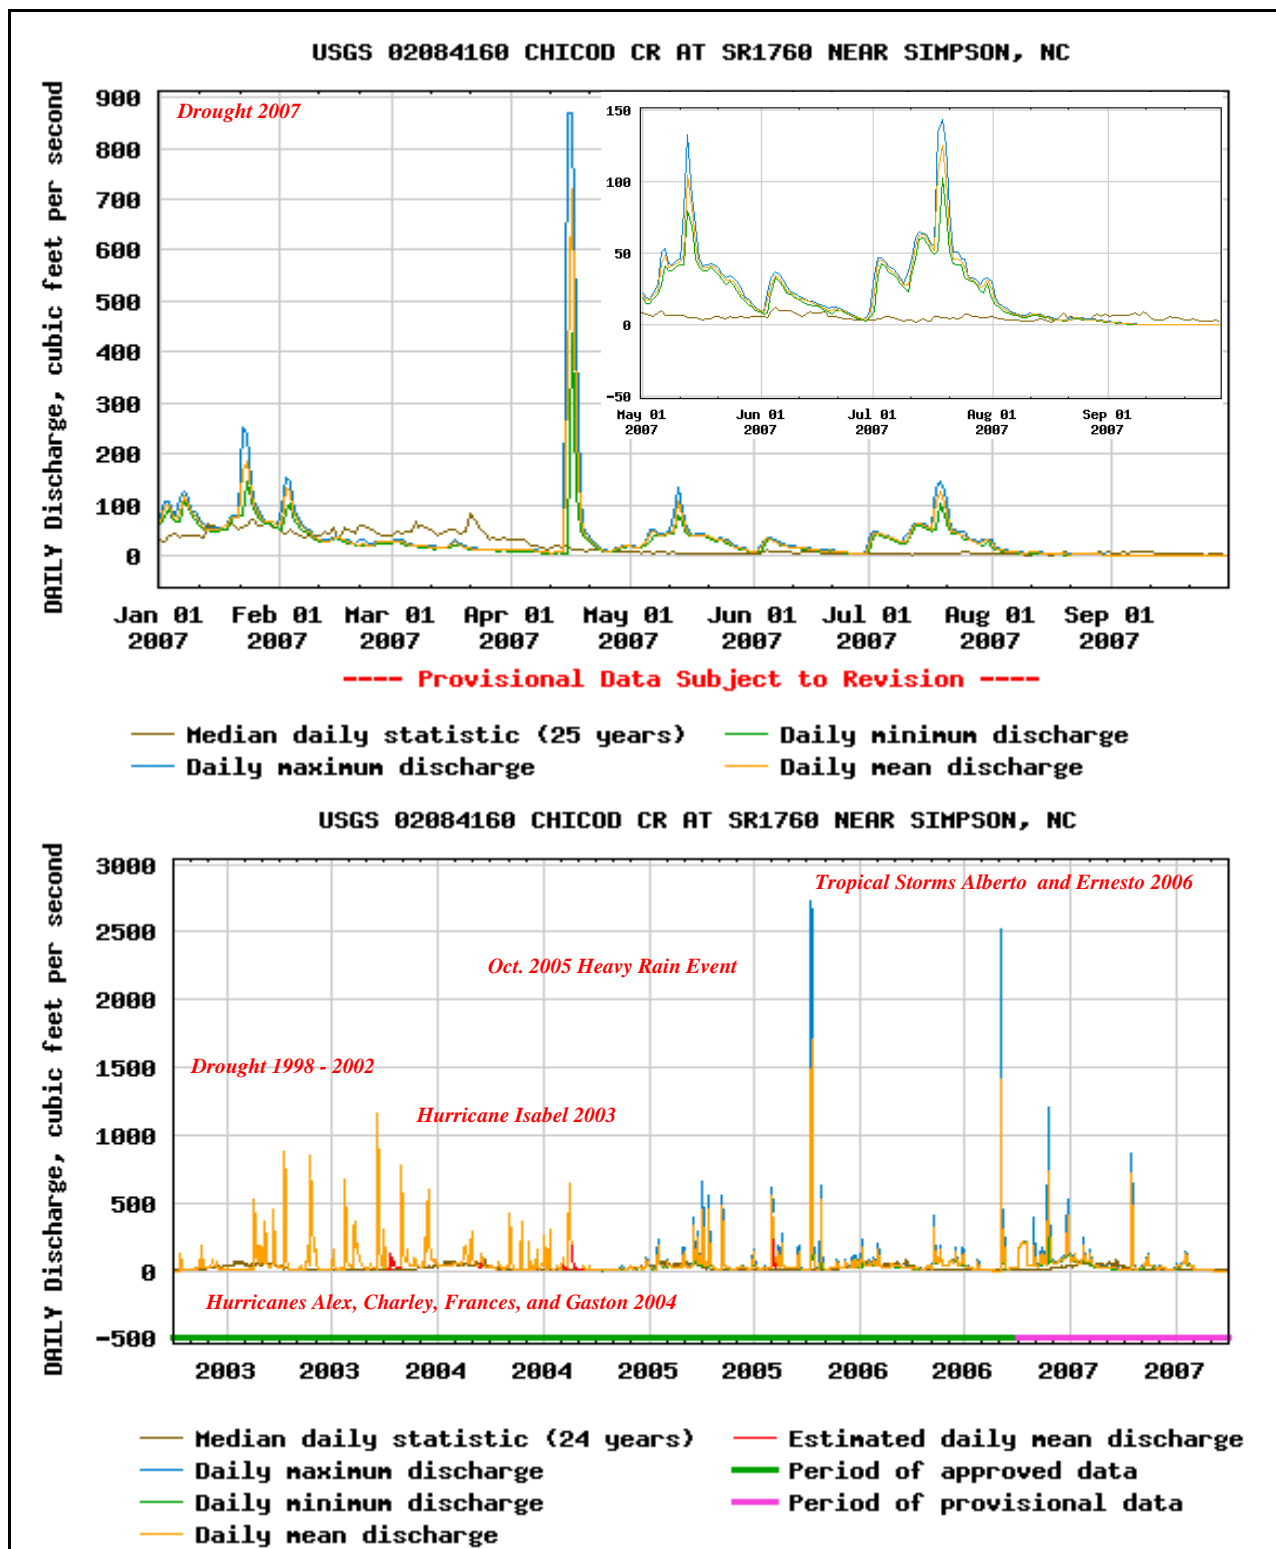 USGS 02084160 CHICOD CR AT SR1760 NEAR SIMPSON, NC
DAILY Discharge, cubic feet per second
900
800
700
600
500
400
300
200
100
0
Drought 2007
150
100
50
0
-50
May 01 Jun 01 Jul 01 Aug 01 Sep 01
2007 2007 2007 2007 2007
Jan 01 Feb 01 Mar 01 Apr 01 May 01 Jun 01 Jul 01 Aug 01 Sep 01
2007 2007 2007 2007 2007 2007 2007 2007 2007
---- Provisional Data Subject to Revision ----
Median daily statistic (25 years) Daily minimum discharge
Daily maximum discharge Daily mean discharge
USGS 02084160 CHICOD CR AT SR1760 NEAR SIMPSON, NC
DAILY Discharge, cubic feet per second
3000
2500
2000
1500
1000
500
0
-500
Tropical Storms Alberto and Ernesto 2006
Oct. 2005 Heavy Rain Event
Drought 1998 - 2002
Hurricane Isabel 2003
Hurricanes Alex, Charley, Frances, and Gaston 2004
2003 2003 2004 2004 2005 2005 2006 2006 2007 2007
Median daily statistic (24 years) Estimated daily mean discharge
Daily maximum discharge Period of approved data
Daily minimum discharge Period of provisional data
Daily mean discharge